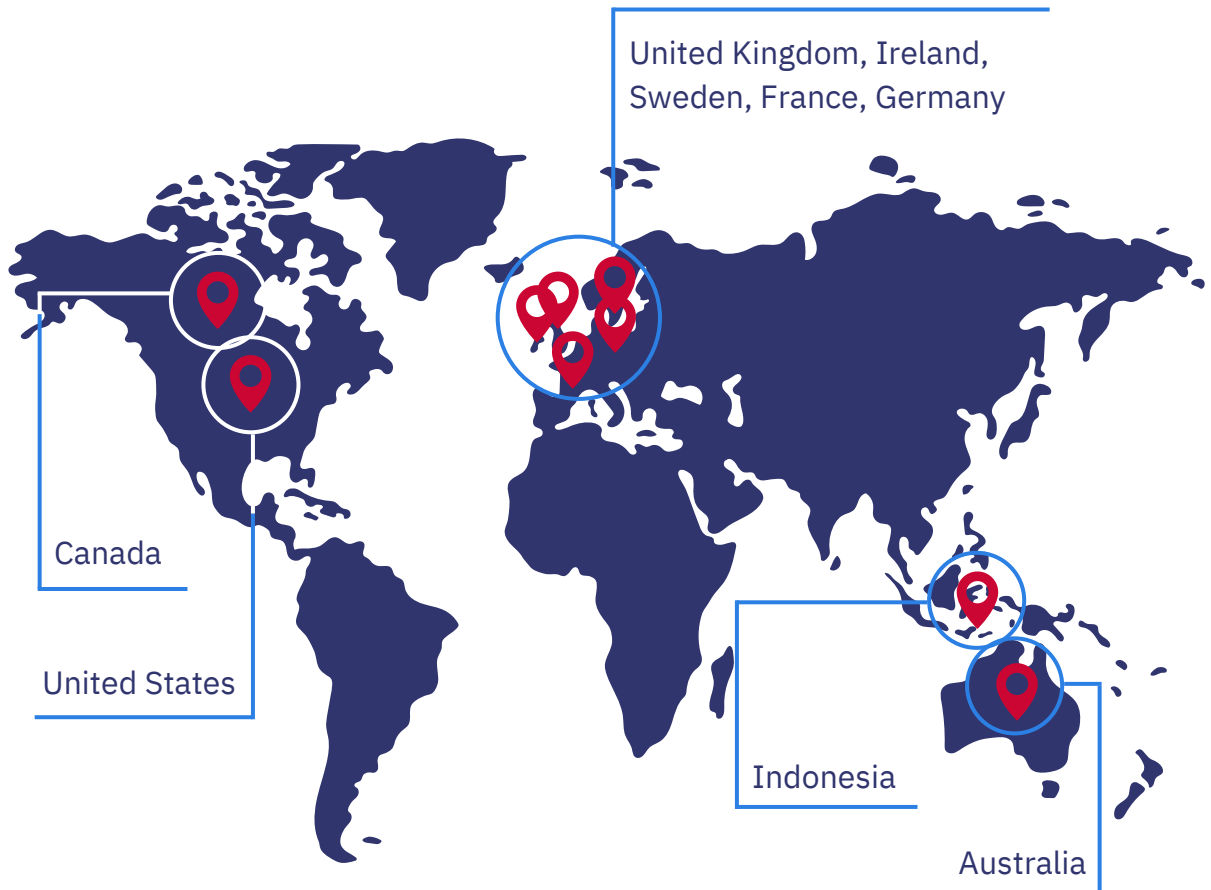 United Kingdom, Ireland,
Sweden, France, Germany
Canada
United States
Indonesia
Australia